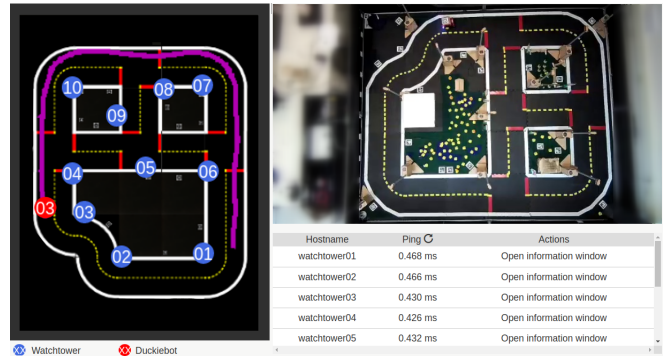 10
08
07
09
04
05
06
03
03
02
01
XX Watchtower XX Duckiebot
Hostname Ping Actions
watchtower01 0.468 ms Open information window
watchtower02 0.466 ms Open information window
watchtower03 0.430 ms Open information window
watchtower04 0.426 ms Open information window
watchtower05 0.432 ms Open information window